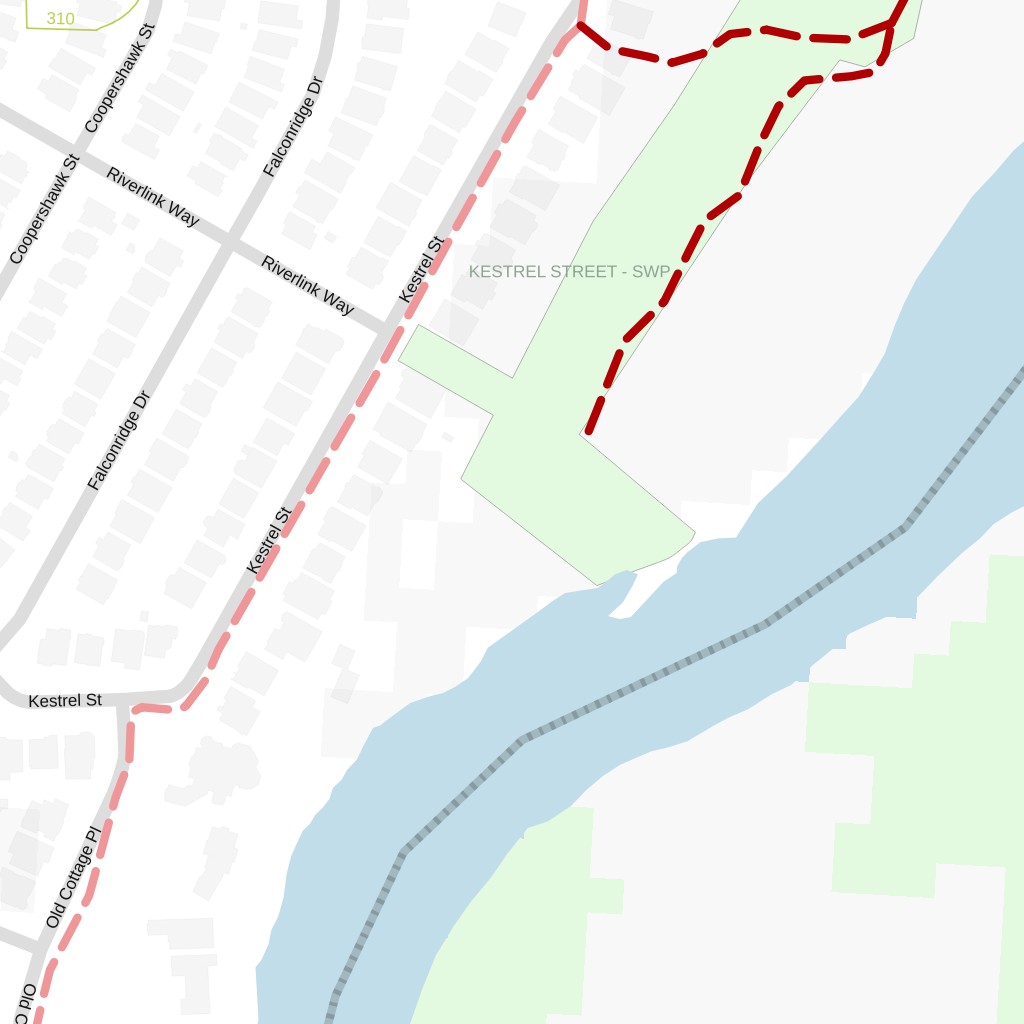 310
Coopershawk St
Falconridge Dr
Coopershawk St
Riverlink Way
Riverlink Way
Kestrel St
KESTREL STREET - SWP
Falconridge Dr
Kestrel St
Kestrel St
Old Cottage Pl
Old C